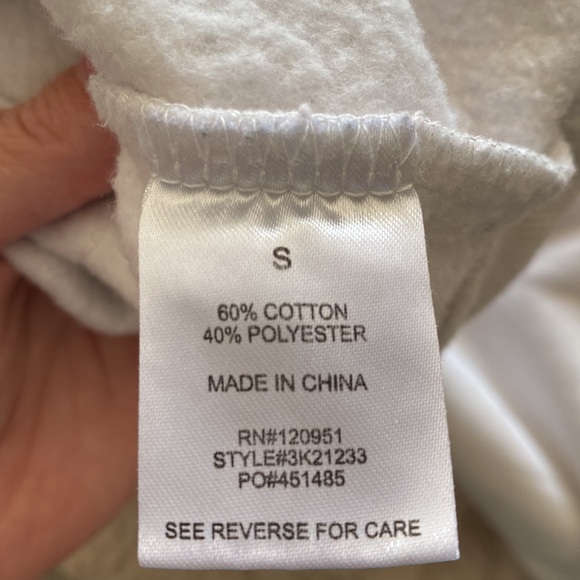 S
60% COTTON
40% POLYESTER
MADE IN CHINA
RN#120951
STYLE#3K21233
PO#451485
SEE REVERSE FOR CARE